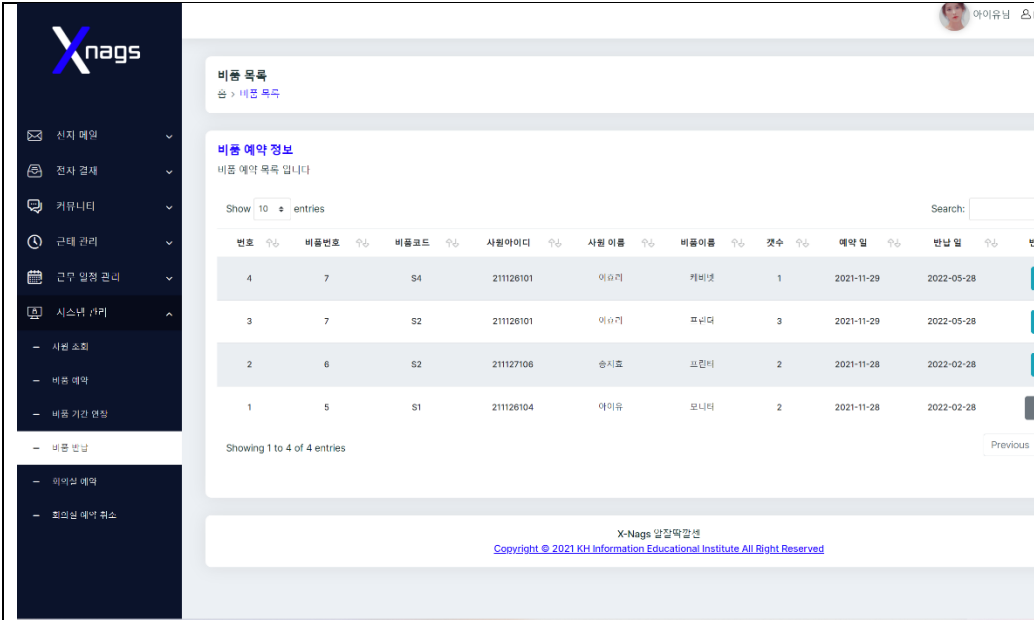 Xnags
아이유님
비품 목록
홈 > 비품 목록
전자 메일
전자 결재
커뮤니티
근태 관리
근무 일정 관리
시스템 관리
사원 조회
비품 예약
비품 기간 연장
비품 반납
회의실 예약
회의실 예약 취소
비품 예약 정보
비품 예약 목록 입니다
Show 10 entries
Search:
번호 비품번호 비품코드 사원아이디 사원 이름 비품이름 갯수 예약 일 반납 일
4 7 S4 211126101 이효리 캐비넷 1 2021-11-29 2022-05-28
3 7 S2 211126101 이효리 프린터 3 2021-11-29 2022-05-28
2 6 S2 211127106 송지효 프린터 2 2021-11-28 2022-02-28
1 5 S1 211126104 아이유 모니터 2 2021-11-28 2022-02-28
Showing 1 to 4 of 4 entries
Previous
X-Nags 알잘딱깔센
Copyright © 2021 KH Information Educational Institute All Right Reserved